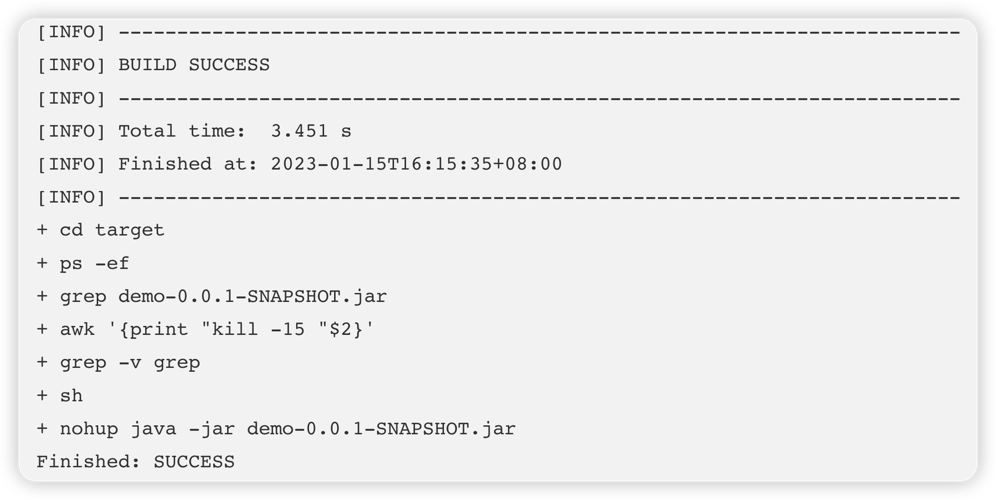 [INFO] ------------------------------------------------------------------------
[INFO] BUILD SUCCESS
[INFO] ------------------------------------------------------------------------
[INFO] Total time:  3.451 s
[INFO] Finished at: 2023-01-15T16:15:35+08:00
[INFO] ------------------------------------------------------------------------
+ cd target
+ ps -ef
+ grep demo-0.0.1-SNAPSHOT.jar
+ awk '{print "kill -15 "$2}'
+ grep -v grep
+ sh
+ nohup java -jar demo-0.0.1-SNAPSHOT.jar
Finished: SUCCESS